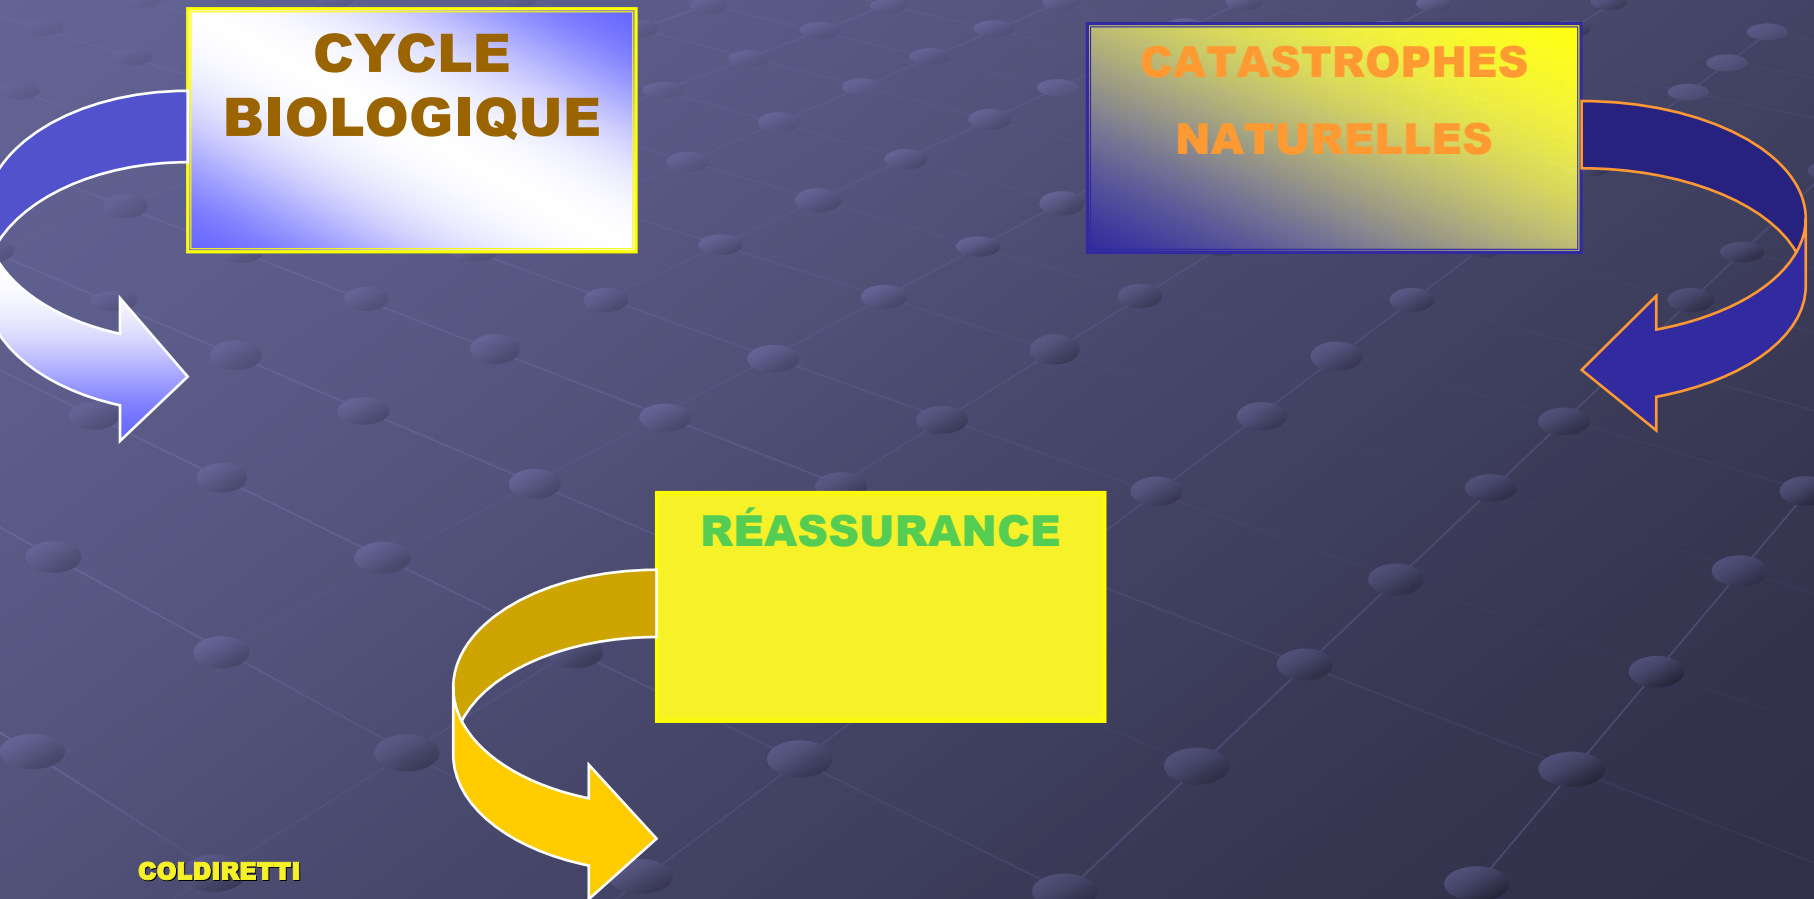 CYCLE
BIOLOGIQUE
CATASTROPHES
NATURELLES
RÉASSURANCE
COLDIRETTI